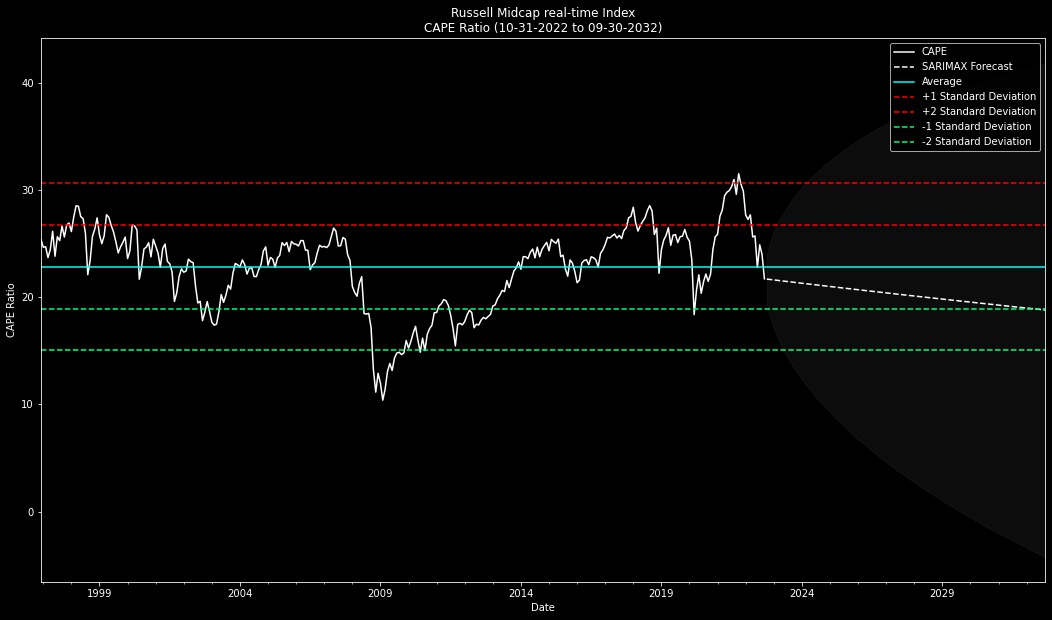 Russell Midcap real-time Index
CAPE Ratio (10-31-2022 to 09-30-2032)
CAPE
SARIMAX Forecast
Average
+1 Standard Deviation
+2 Standard Deviation
-1 Standard Deviation
-2 Standard Deviation
40
30
20
10
0
CAPE Ratio
1999
2004
2009
2014
2019
2024
2029
Date